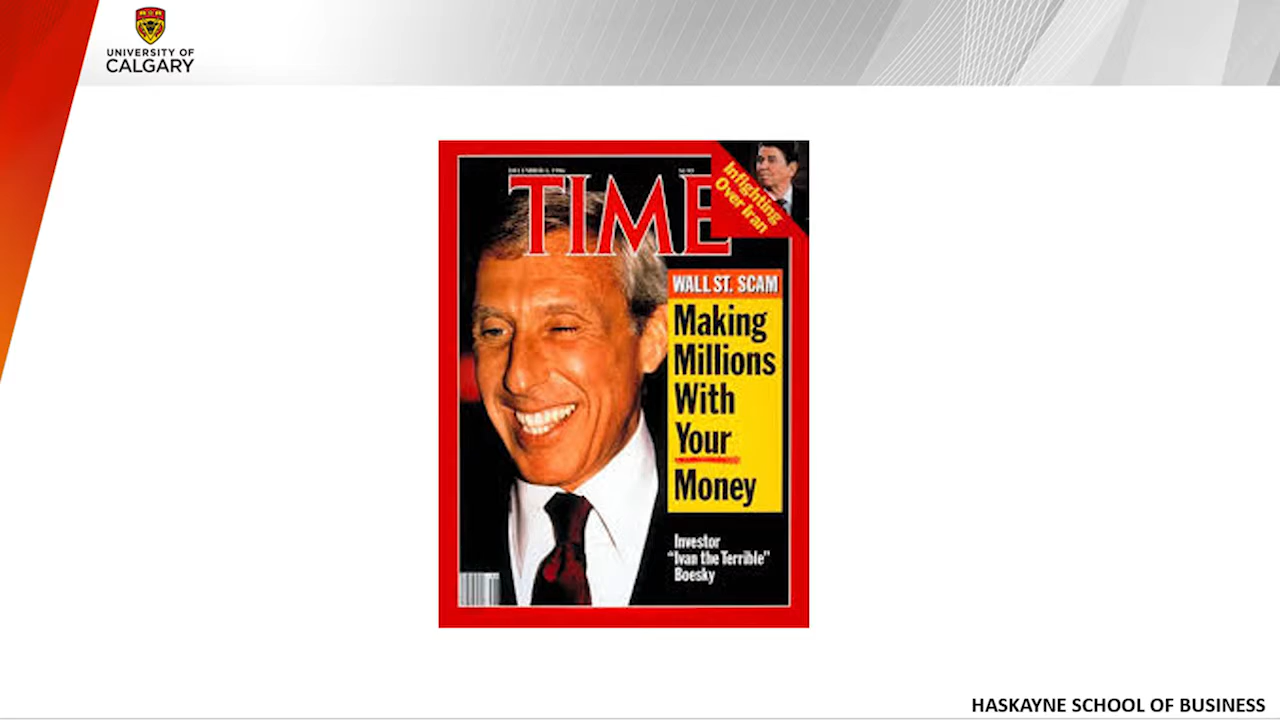 UNIVERSITY OF
CALGARY
TIME
Infighting
Over Iran
WALL ST. SCAM
Making
Millions
With
Your
Money
Investor
"Ivan the Terrible"
Boesky
HASKAYNE SCHOOL OF BUSINESS